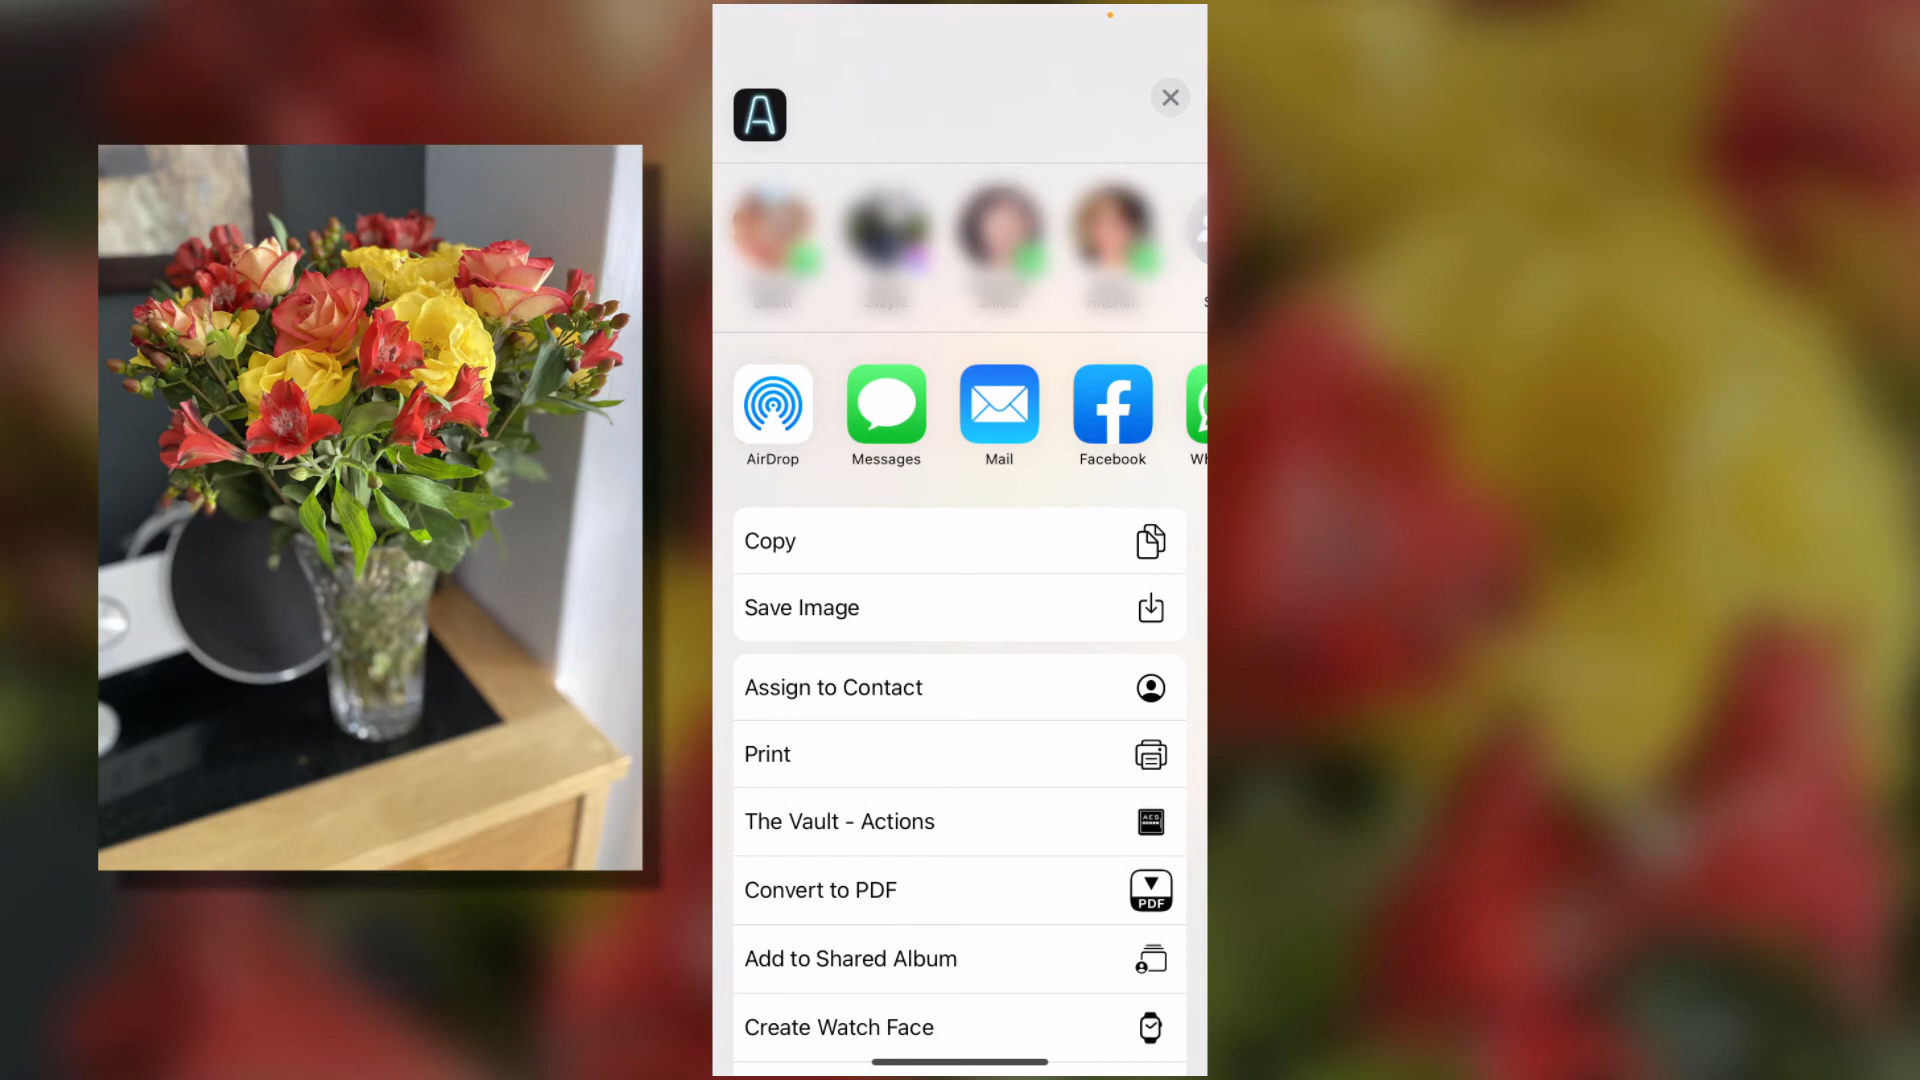 A
AirDrop
Messages
Mail
Facebook
Copy
Save Image
Assign to Contact
Print
The Vault - Actions
AES
Convert to PDF
PDF
Add to Shared Album
Create Watch Face